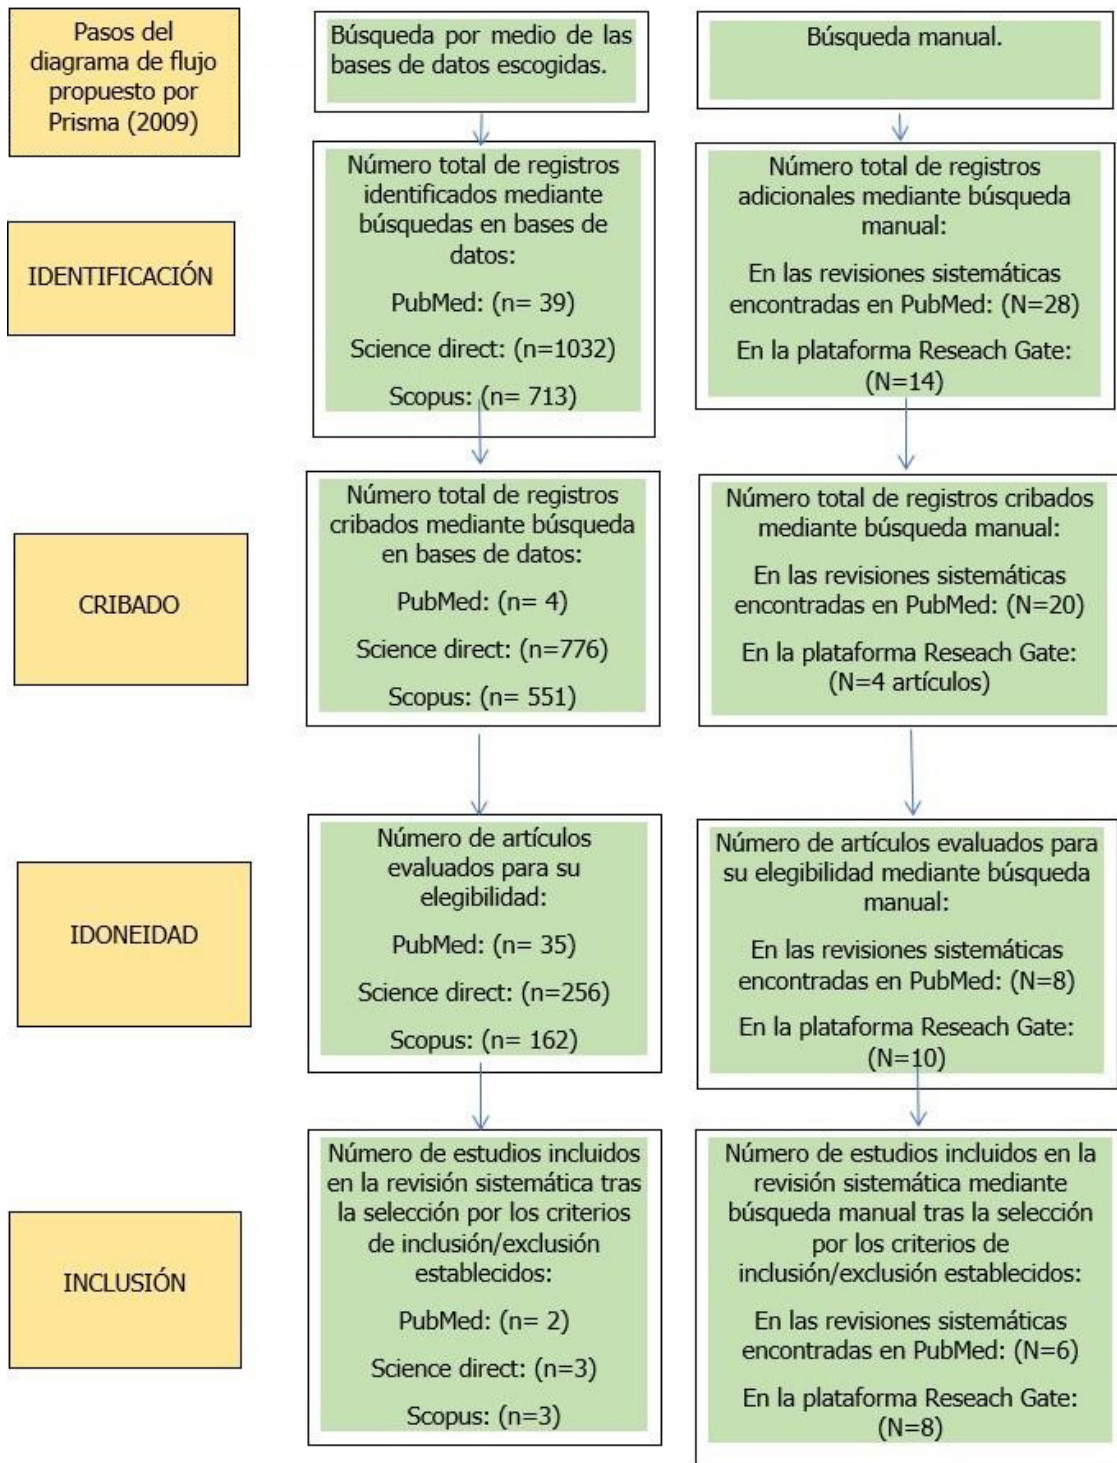 Pasos del
diagrama de flujo
propuesto por
Prisma (2009)
Búsqueda por medio de las
bases de datos escogidas.
Búsqueda manual.
IDENTIFICACIÓN
Número total de registros
identificados mediante
búsquedas en bases de
datos:
PubMed: (n= 39)
Science direct: (n=1032)
Scopus: (n= 713)
Número total de registros
adicionales mediante búsqueda
manual:
En las revisiones sistemáticas
encontradas en PubMed: (N=28)
En la plataforma Reseach Gate:
(N=14)
CRIBADO
Número total de registros
cribados mediante búsqueda
en bases de datos:
PubMed: (n= 4)
Science direct: (n=776)
Scopus: (n= 551)
Número total de registros cribados
mediante búsqueda manual:
En las revisiones sistemáticas
encontradas en PubMed: (N=20)
En la plataforma Reseach Gate:
(N=4 artículos)
IDONEIDAD
Número de artículos
evaluados para su
elegibilidad:
PubMed: (n= 35)
Science direct: (n=256)
Scopus: (n= 162)
Número de artículos evaluados para
su elegibilidad mediante búsqueda
manual:
En las revisiones sistemáticas
encontradas en PubMed: (N=8)
En la plataforma Reseach Gate:
(N=10)
INCLUSIÓN
Número de estudios incluidos
en la revisión sistemática tras
la selección por los criterios
de inclusión/exclusión
establecidos:
PubMed: (n= 2)
Science direct: (n=3)
Scopus: (n=3)
Número de estudios incluidos en la
revisión sistemática mediante
búsqueda manual tras la selección
por los criterios de
inclusión/exclusión establecidos:
En las revisiones sistemáticas
encontradas en PubMed: (N=6)
En la plataforma Reseach Gate:
(N=8)